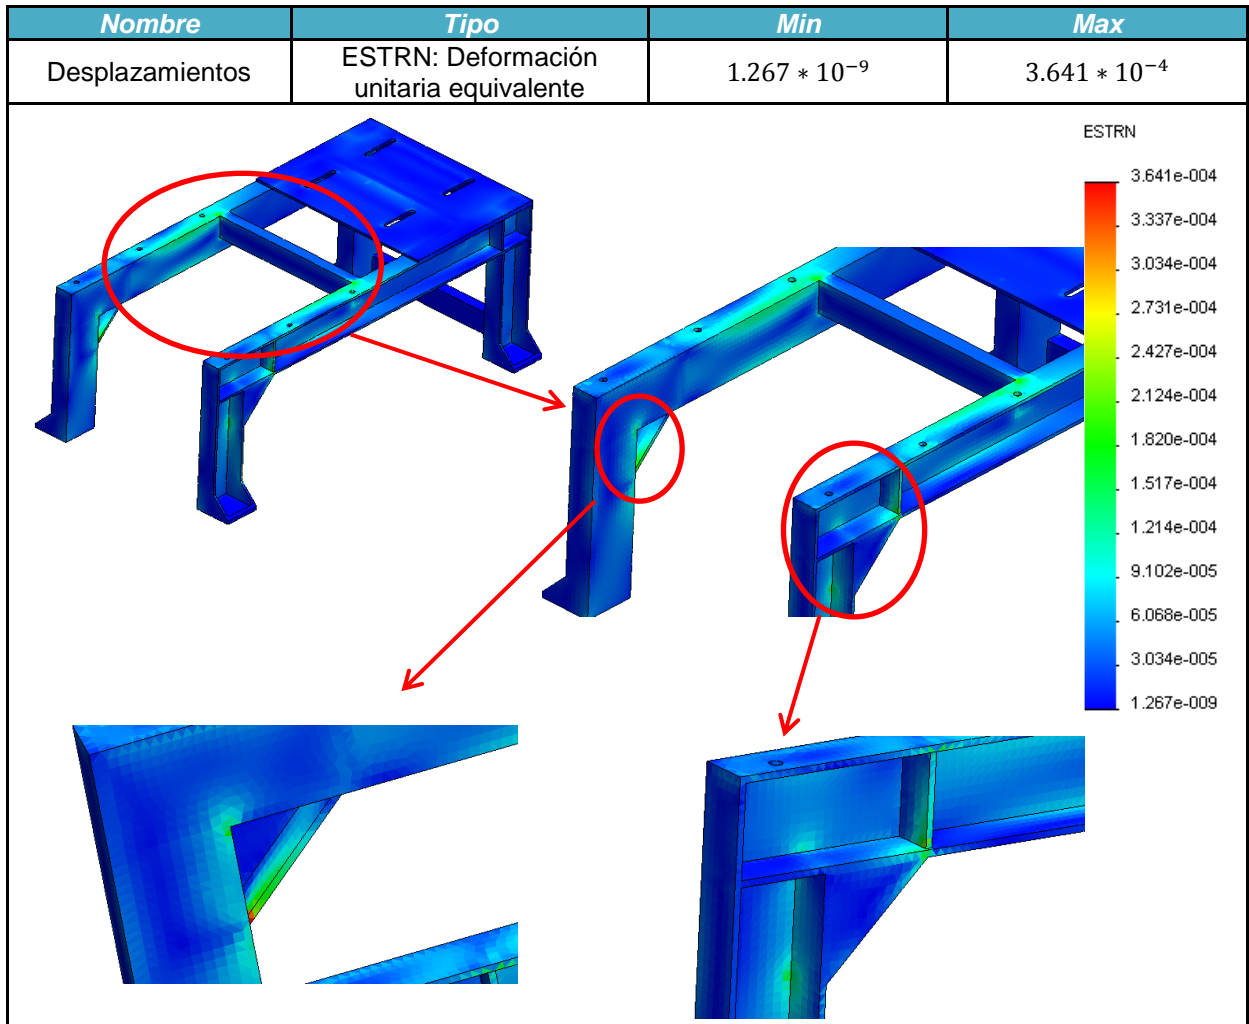 Nombre Tipo Min Max
Desplazamientos ESTRN: Deformación unitaria equivalente 1.267 ∗ 10⁻⁹ 3.641 ∗ 10⁻⁴
ESTRN
3.641e-004
3.337e-004
3.034e-004
2.731e-004
2.427e-004
2.124e-004
1.820e-004
1.517e-004
1.214e-004
9.102e-005
6.068e-005
3.034e-005
1.267e-009